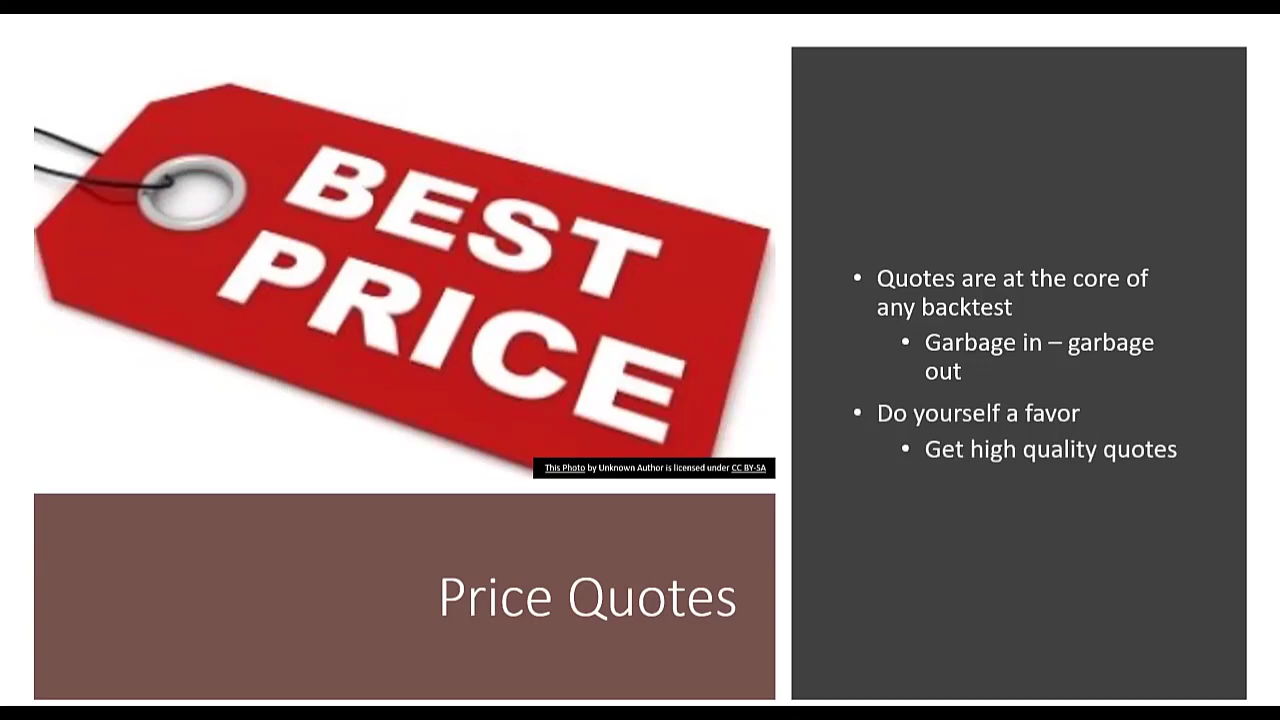 BEST
PRICE
This Photo by Unknown Author is licensed under CC BY-SA
Price Quotes
• Quotes are at the core of
any backtest
• Garbage in – garbage
out
• Do yourself a favor
• Get high quality quotes